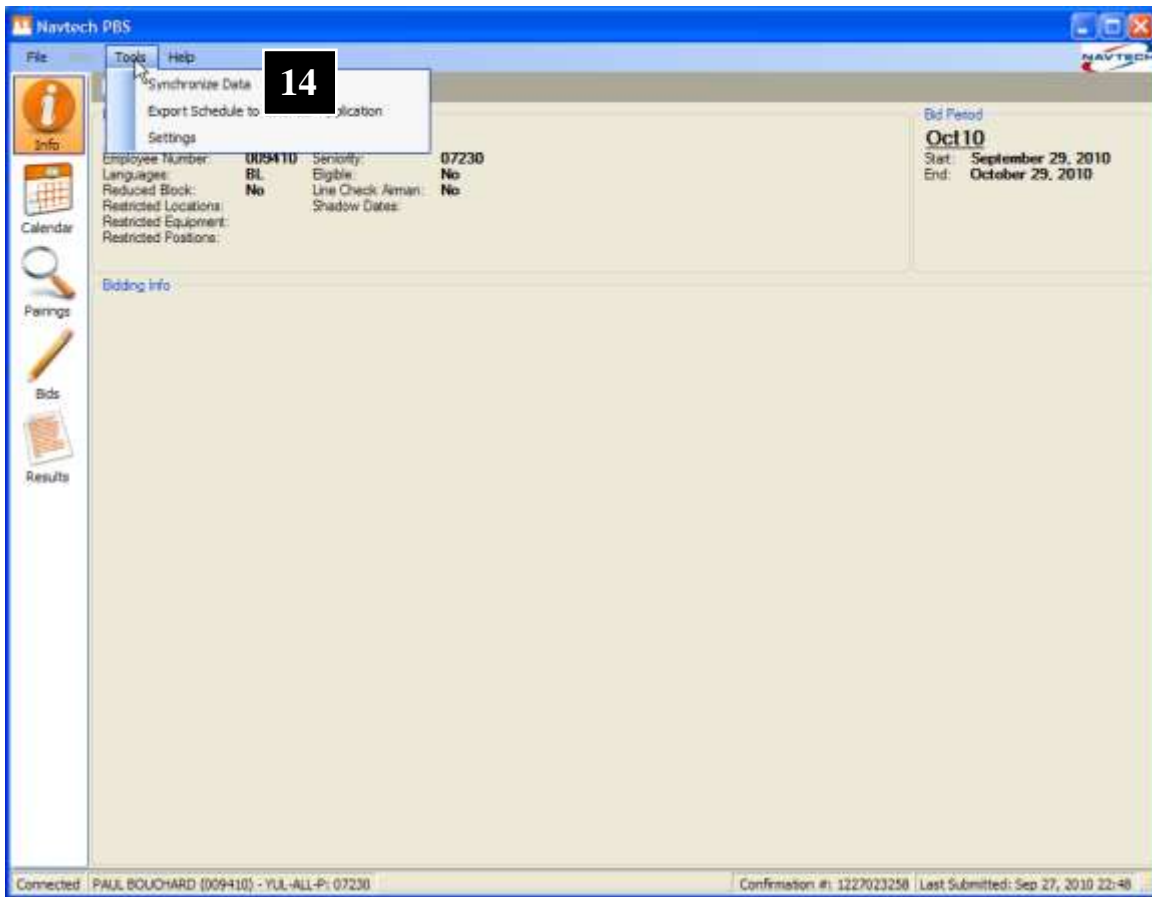 Navtech PBS
File Tools Help
NAVTECH
Synchronize Data
14
Export Schedule to
Settings
Info
Employee Number: 009410 Seniority: 07230
Languages: BL Eligible: No
Reduced Block: No Line Check Airman: No
Restricted Locations: Shadow Dates:
Restricted Equipment:
Restricted Positions:
Bid Period
Oct10
Start: September 29, 2010
End: October 29, 2010
Calendar
Bidding Info
Pairings
Bids
Results
Connected PAUL BOUCHARD (009410) - YUL-ALL-P: 07230 Confirmation #: 1227023258 Last Submitted: Sep 27, 2010 22:48